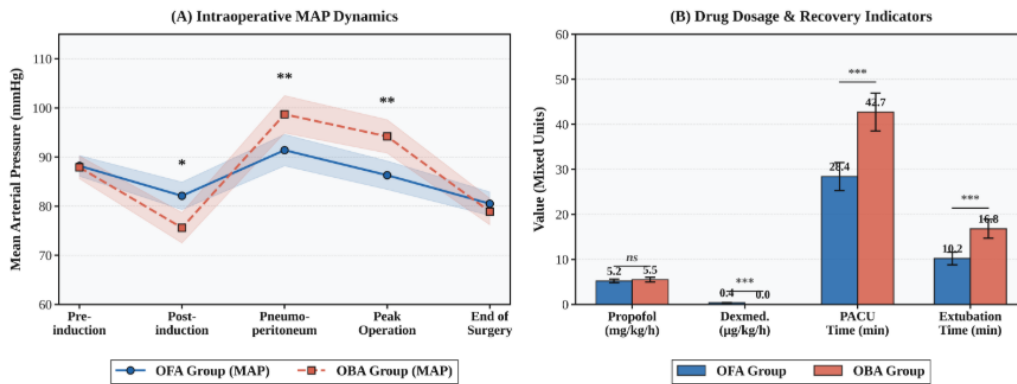 (A) Intraoperative MAP Dynamics
Mean Arterial Pressure (mmHg)
110
100
90
80
70
60
*
**
**
Pre-
induction
Post-
induction
Pneumo-
peritoneum
Peak
Operation
End of
Surgery
OFA Group (MAP)
OBA Group (MAP)
(B) Drug Dosage & Recovery Indicators
Value (Mixed Units)
60
50
40
30
20
10
0
ns
5.2
5.5
***
0.4
0.0
***
28.4
42.7
***
10.2
16.8
Propofol
(mg/kg/h)
Dexmed.
(μg/kg/h)
PACU
Time (min)
Extubation
Time (min)
OFA Group
OBA Group